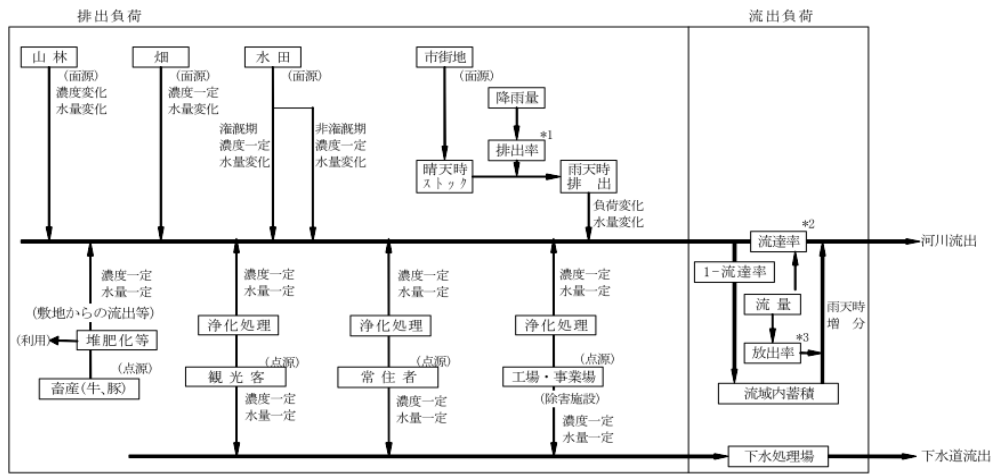 排出負荷
流出負荷
山林
畑
水田
市街地
(面源)
濃度変化
水量変化
(面源)
濃度一定
水量変化
(面源)
(面源)
灌漑期
濃度一定
水量変化
非灌漑期
濃度一定
水量変化
降雨量
*1
排出率
晴天時
ストック
雨天時
排出
負荷変化
水量変化
*2
流達率
河川流出
1-流達率
流量
*3
放出率
雨天時
増分
流域内蓄積
濃度一定
水量一定
(敷地からの流出等)
(利用)
堆肥化等
(点源)
畜産(牛、豚)
濃度一定
水量一定
浄化処理
(点源)
観光客
濃度一定
水量一定
濃度一定
水量一定
浄化処理
(点源)
常住者
濃度一定
水量一定
濃度一定
水量一定
浄化処理
(点源)
工場・事業場
(除害施設)
濃度一定
水量一定
下水処理場
下水道流出